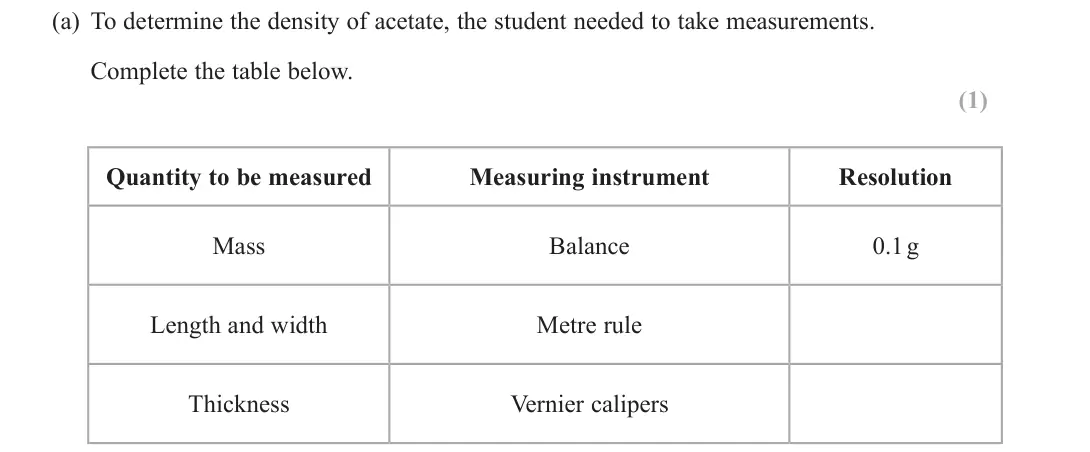 (a) To determine the density of acetate, the student needed to take measurements.
Complete the table below.
(1)
Quantity to be measured Measuring instrument Resolution
Mass Balance 0.1 g
Length and width Metre rule
Thickness Vernier calipers